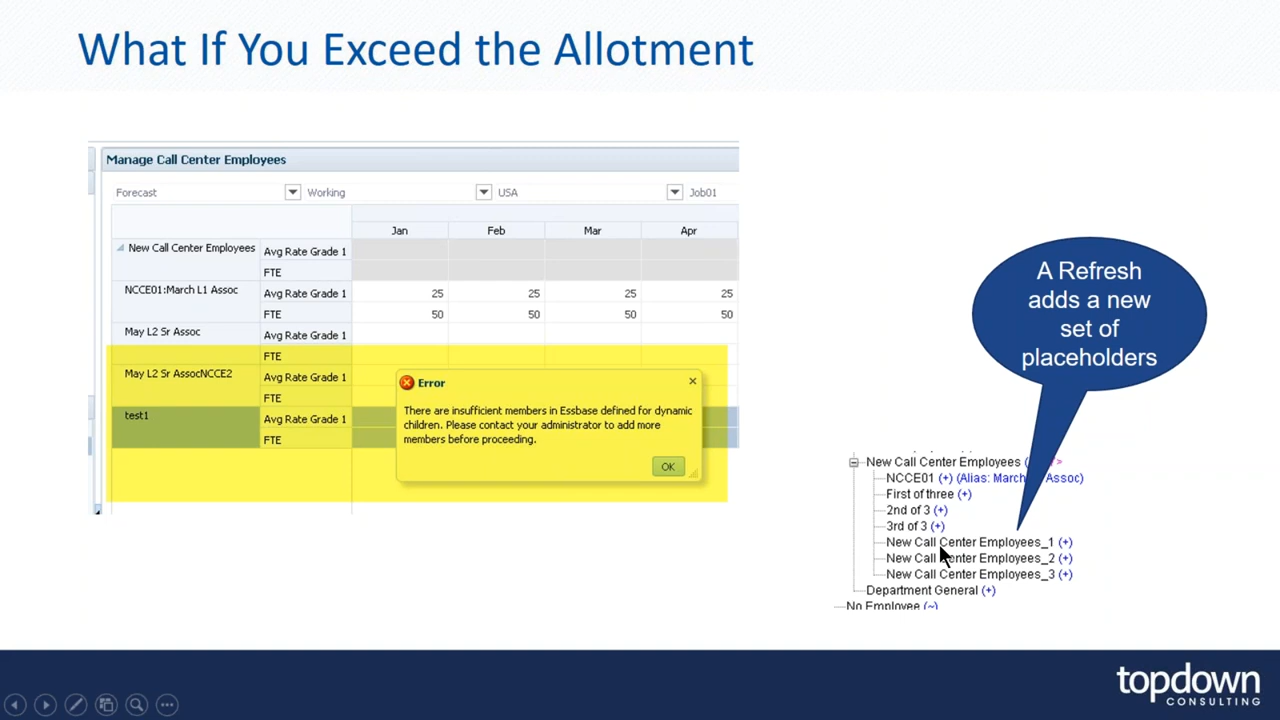 What If You Exceed the Allotment
Manage Call Center Employees
Forecast Working USA Job01
Jan Feb Mar Apr
New Call Center Employees Avg Rate Grade 1
FTE
NCCE01:March L1 Assoc Avg Rate Grade 1 25 25 25 25
FTE 50 50 50 50
May L2 Sr Assoc Avg Rate Grade 1
FTE
May L2 Sr AssocNCCE2 Avg Rate Grade 1
FTE
test1 Avg Rate Grade 1
FTE
Error
There are insufficient members in Essbase defined for dynamic
children. Please contact your administrator to add more
members before proceeding.
OK
A Refresh
adds a new
set of
placeholders
New Call Center Employees (
NCCE01 (+) (Alias: March Assoc)
First of three (+)
2nd of 3 (+)
3rd of 3 (+)
New Call Center Employees_1 (+)
New Call Center Employees_2 (+)
New Call Center Employees_3 (+)
Department General (+)
No Employee (~)
topdown
CONSULTING